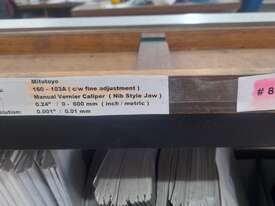 Mitutoyo
160 - 103A ( c/w fine adjustment )
Manual Vernier Caliper ( Nib Style Jaw )
0.24" / 0 - 600 mm ( inch / metric )
olution: 0.001" / 0.01 mm
# 8